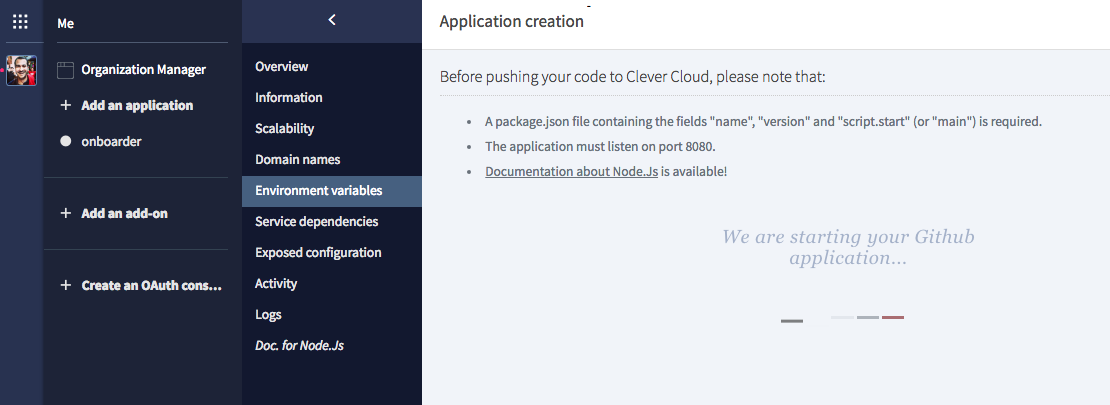 Me
Organization Manager
+ Add an application
onboarder
+ Add an add-on
+ Create an OAuth cons...
Overview
Information
Scalability
Domain names
Environment variables
Service dependencies
Exposed configuration
Activity
Logs
Doc. for Node.Js
Application creation
Before pushing your code to Clever Cloud, please note that:
• A package.json file containing the fields "name", "version" and "script.start" (or "main") is required.
• The application must listen on port 8080.
• Documentation about Node.Js is available!
We are starting your Github
application...